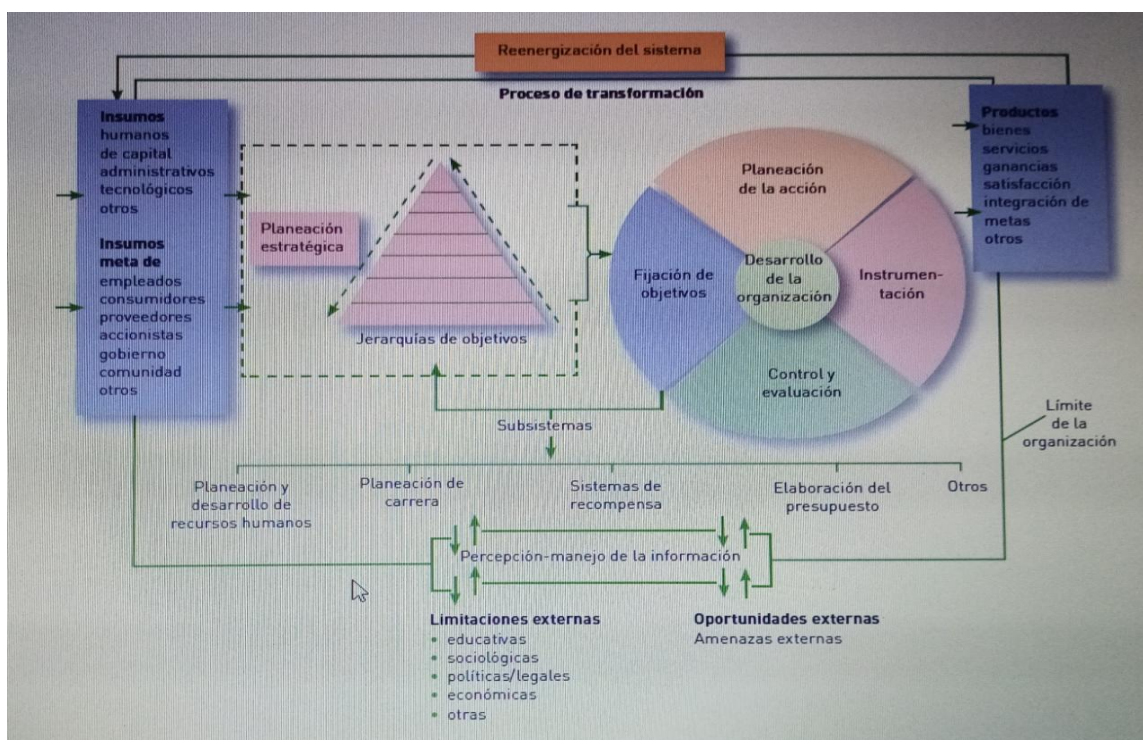 Reenergización del sistema
Proceso de transformación
Insumos
humanos
de capital
administrativos
tecnológicos
otros
Insumos
meta de
empleados
consumidores
proveedores
accionistas
gobierno
comunidad
otros
Planeación
estratégica
Jerarquías de objetivos
Planeación
de la acción
Fijación de
objetivos
Desarrollo
de la
organización
Instrumen-
tación
Control y
evaluación
Productos
bienes
servicios
ganancias
satisfacción
integración de
metas
otros
Límite
de la
organización
Subsistemas
Planeación y
desarrollo de
recursos humanos
Planeación de
carrera
Sistemas de
recompensa
Elaboración del
presupuesto
Otros
Percepción-manejo de la información
Limitaciones externas
• educativas
• sociológicas
• políticas/legales
• económicas
• otras
Oportunidades externas
Amenazas externas